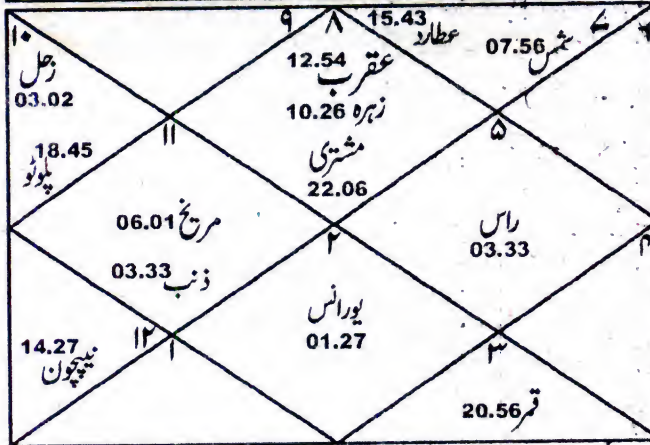 ۱۰
زحل
03.02
18.45
پلوٹو
۹
۸
12.54 عقرب
10.26 زہرہ
مشتری
22.06
15.43 عطارد
07.56 شمس
۷
۱۱
06.01 مریخ
03.33 ذنب
۲
یورانس
01.27
۵
راس
03.33
۴
۱۲
14.27 نیپچون
۱
۳
20.56 قمر